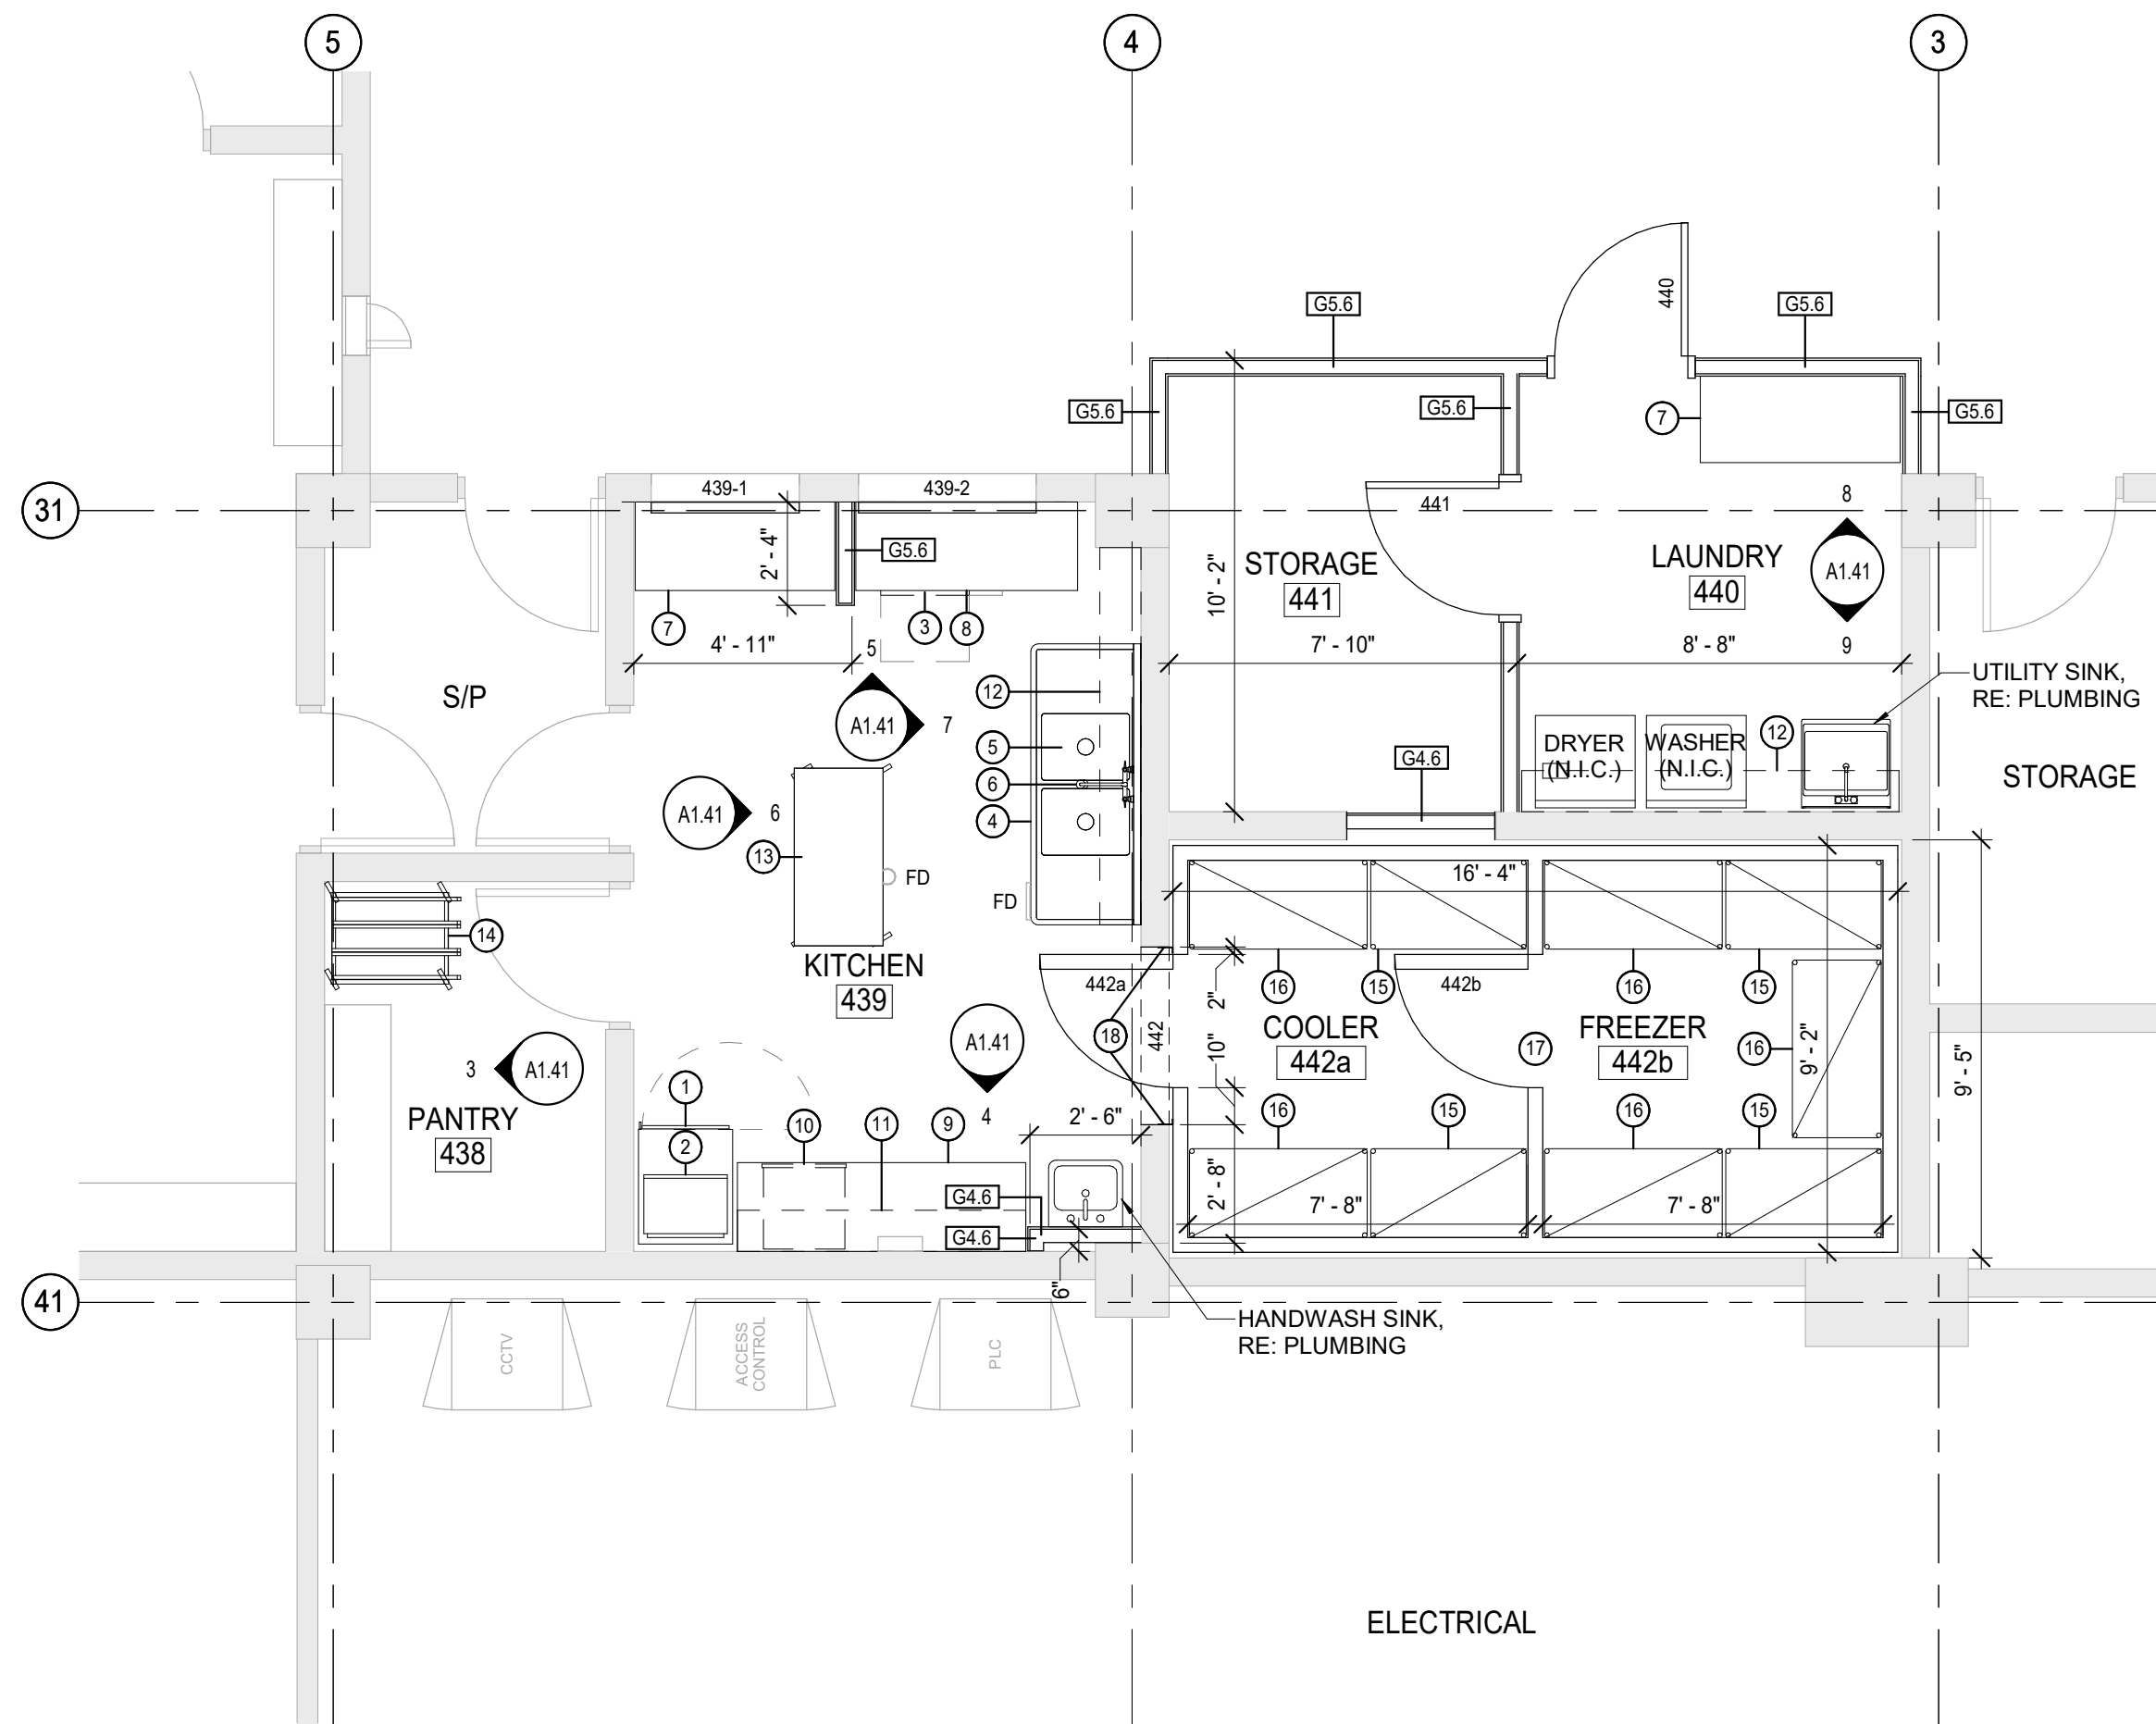 5
4
3
440
G5.6
G5.6
G5.6
G5.6
G5.6
7
31
439-1
439-2
441
8
2' - 4"
G5.6
STORAGE
441
10' - 2"
LAUNDRY
440
A1.41
7
3
8
4' - 11"
5
7' - 10"
8' - 8"
9
UTILITY SINK,
RE: PLUMBING
S/P
12
A1.41
7
5
6
4
DRYER
(N.I.C.)
WASHER
(N.I.C.)
12
G4.6
STORAGE
A1.41
6
13
FD
FD
16' - 4"
14
KITCHEN
439
442a
442b
16
15
16
15
2"
10"
18
442
COOLER
442a
17
FREEZER
442b
16
9' - 2"
9' - 5"
A1.41
3
A1.41
4
PANTRY
438
1
2
10
11
9
2' - 6"
16
15
16
15
2' - 8"
7' - 8"
7' - 8"
G4.6
G4.6
6"
41
HANDWASH SINK,
RE: PLUMBING
CCTV
ACCESS
CONTROL
PLC
ELECTRICAL